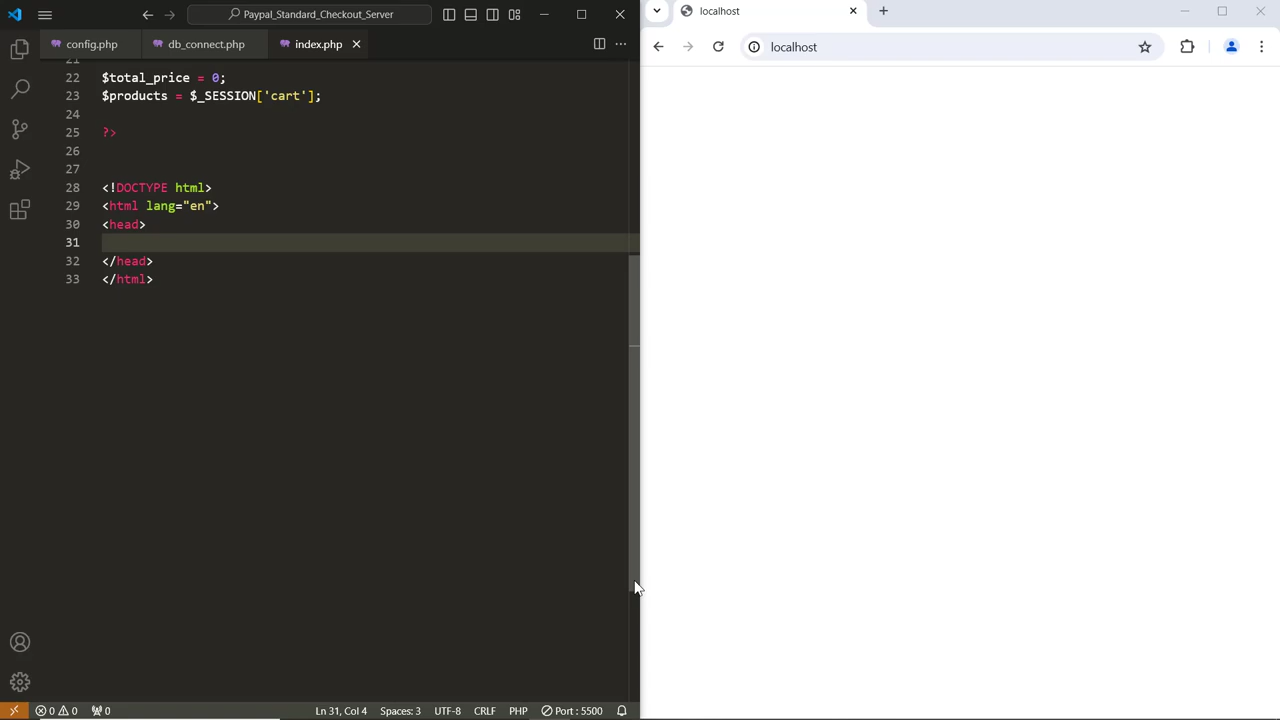 Paypal_Standard_Checkout_Server
localhost
config.php
db_connect.php
index.php
localhost
21
22 $total_price = 0;
23 $products = $_SESSION['cart'];
24
25 ?>
26
27
28 <!DOCTYPE html>
29 <html lang="en">
30 <head>
31
32 </head>
33 </html>
0 0 0 Ln 31, Col 4 Spaces: 3 UTF-8 CRLF PHP Port : 5500